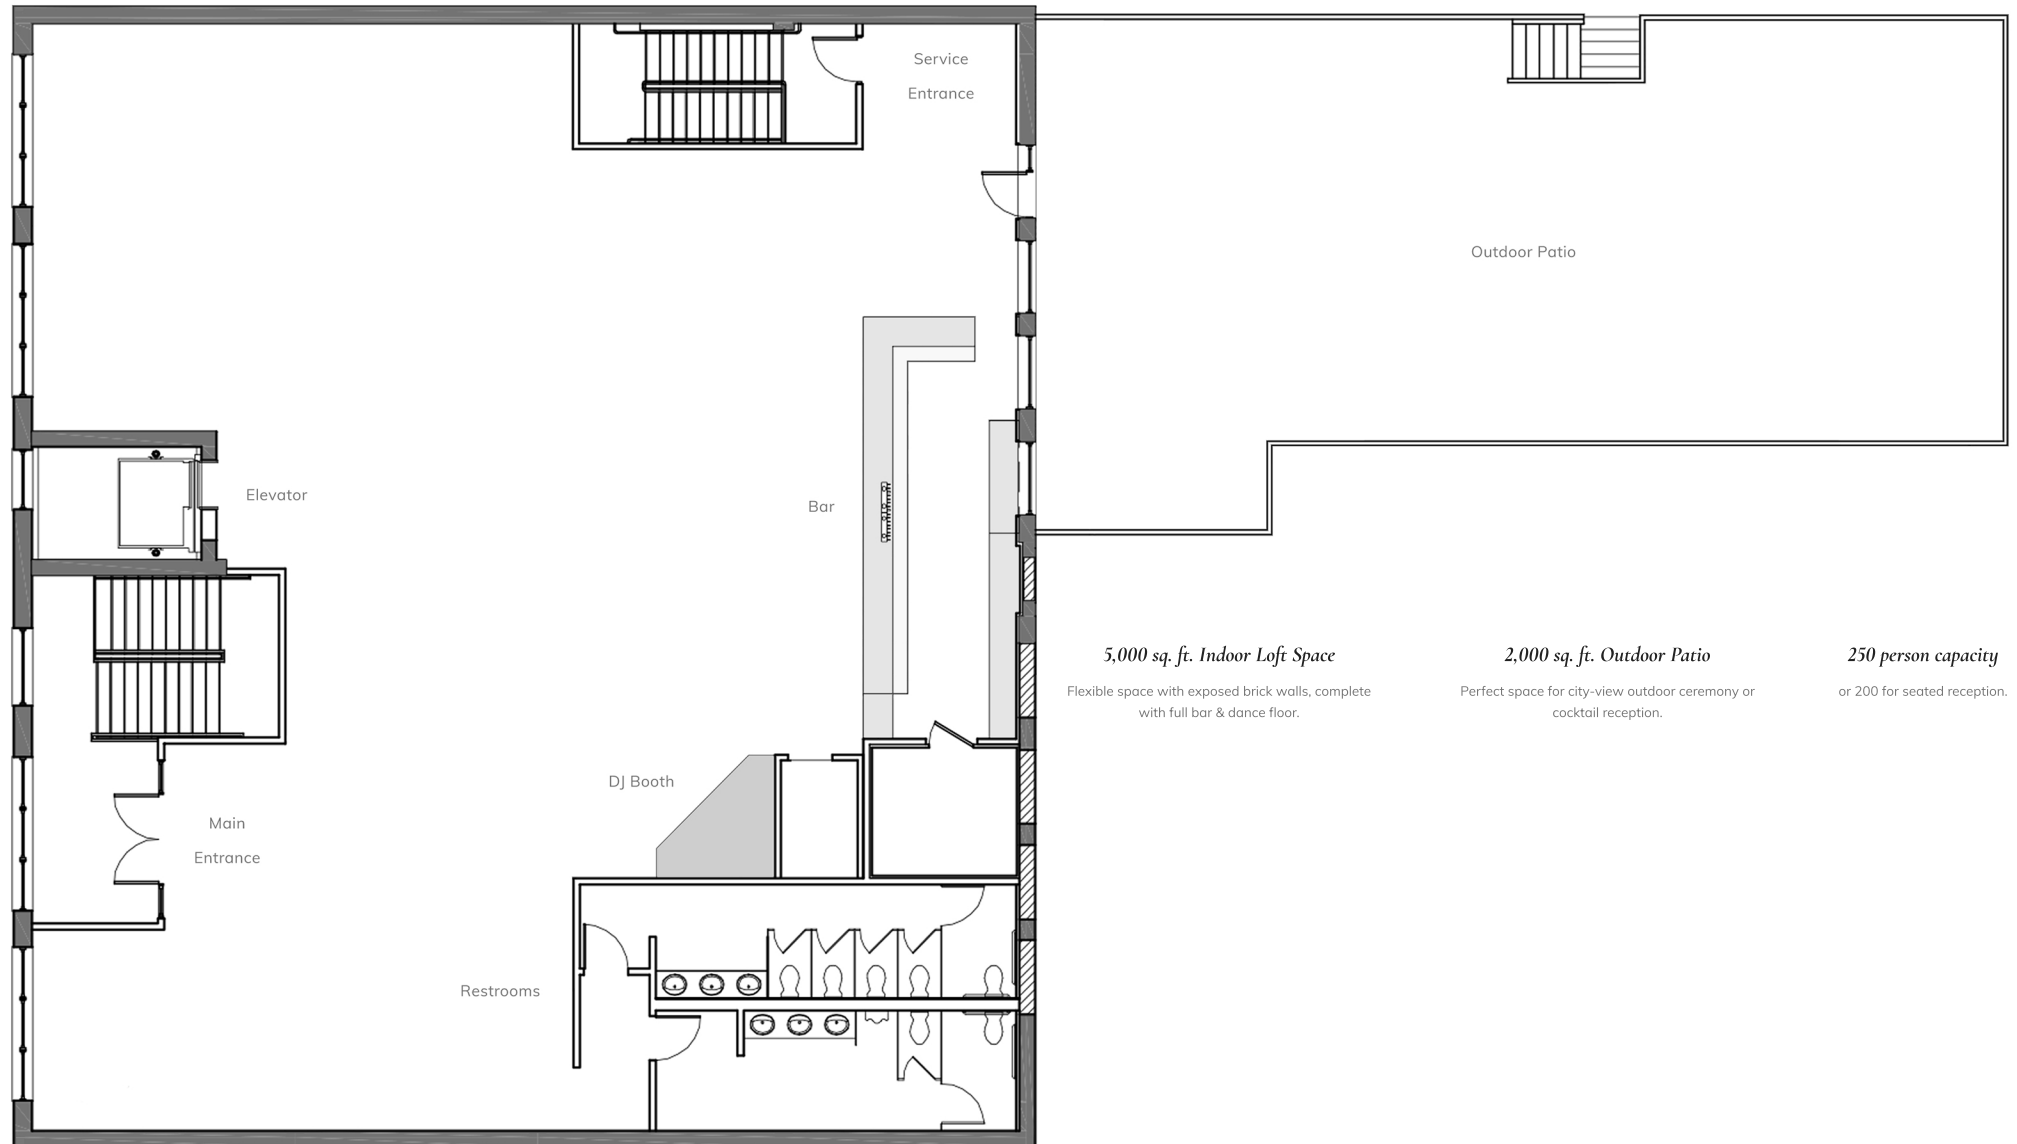 Service
Entrance
Outdoor Patio
Elevator
Bar
5,000 sq. ft. Indoor Loft Space
Flexible space with exposed brick walls, complete
with full bar & dance floor.
2,000 sq. ft. Outdoor Patio
Perfect space for city-view outdoor ceremony or
cocktail reception.
250 person capacity
or 200 for seated reception.
DJ Booth
Main
Entrance
Restrooms